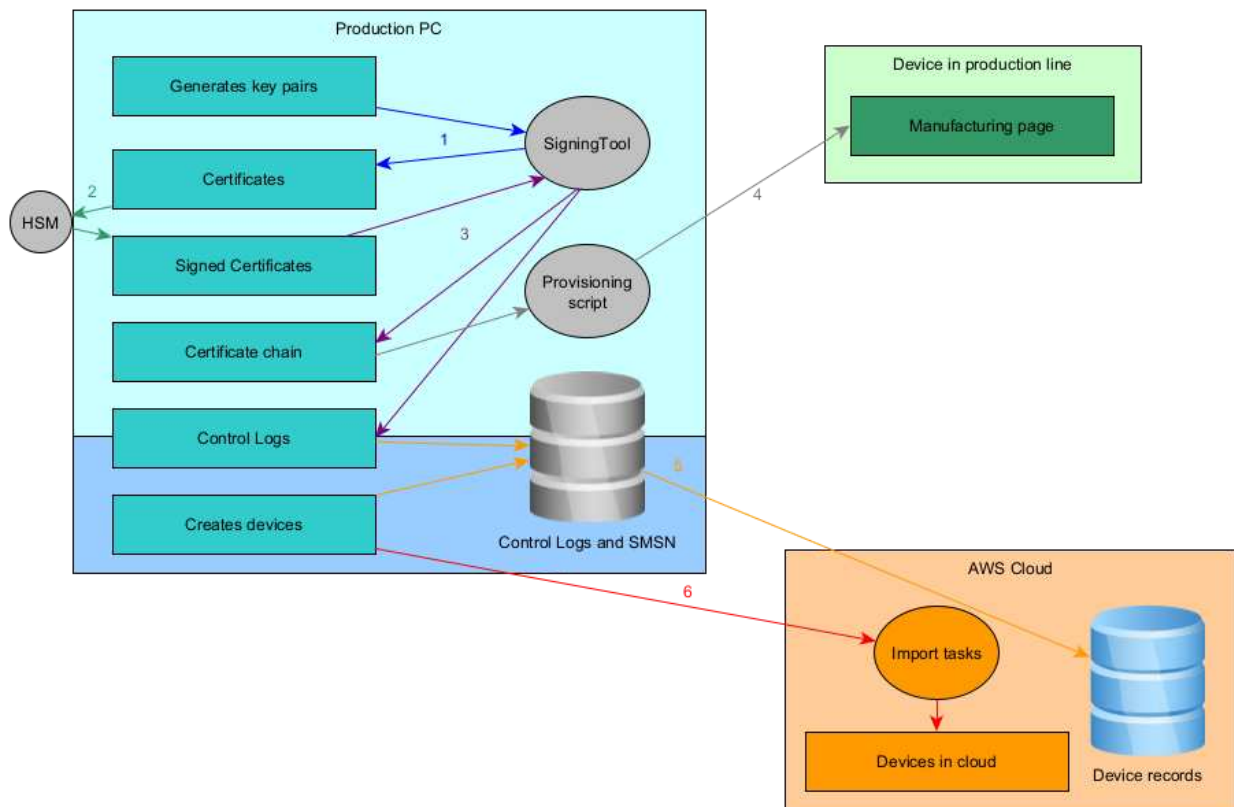 Production PC
Generates key pairs
Certificates
Signed Certificates
Certificate chain
Control Logs
Creates devices
HSM
SigningTool
Provisioning
script
Control Logs and SMSN
1
2
3
4
5
6
Device in production line
Manufacturing page
AWS Cloud
Import tasks
Devices in cloud
Device records